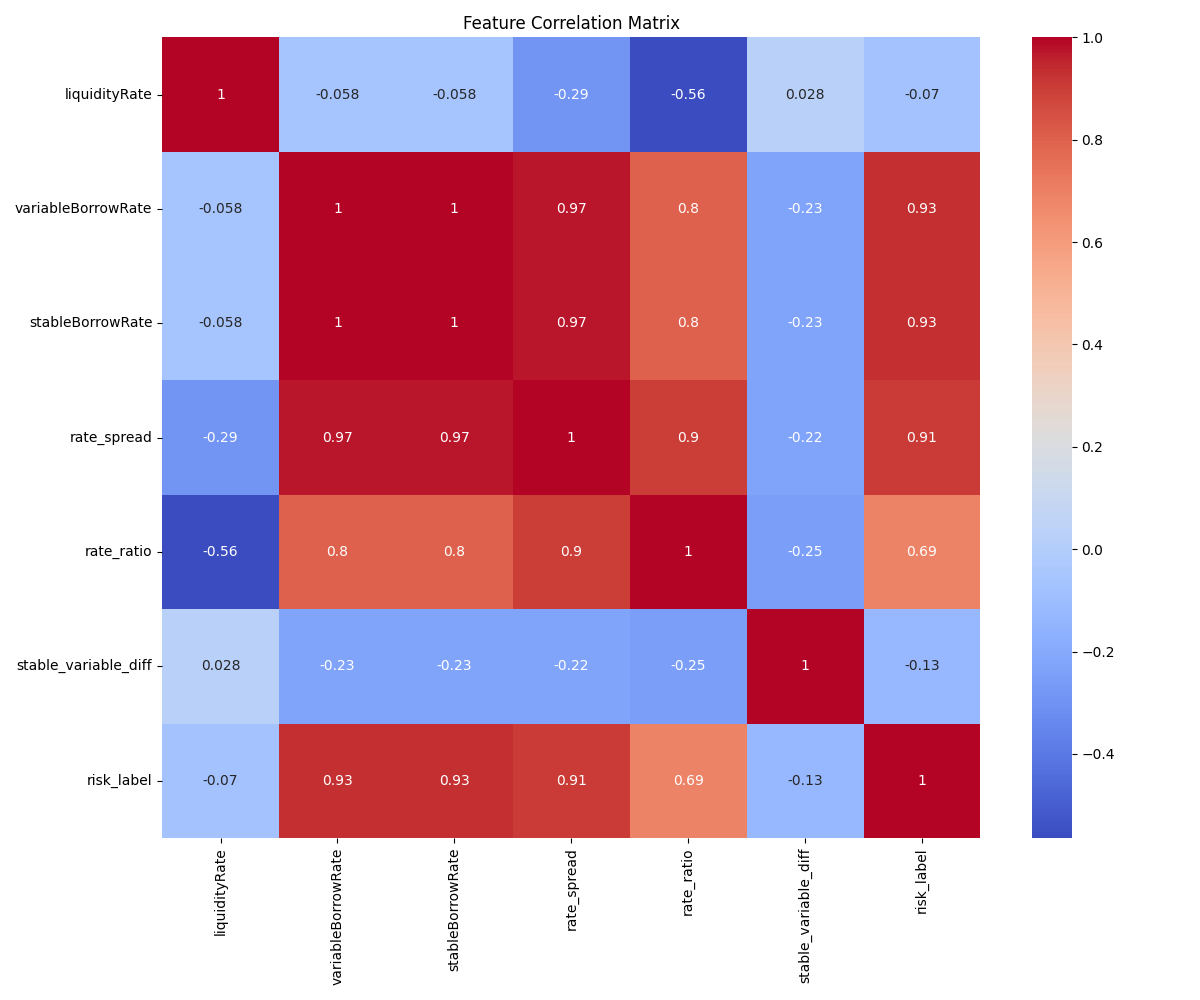 Feature Correlation Matrix
liquidityRate 1 -0.058 -0.058 -0.29 -0.56 0.028 -0.07
variableBorrowRate -0.058 1 1 0.97 0.8 -0.23 0.93
stableBorrowRate -0.058 1 1 0.97 0.8 -0.23 0.93
rate_spread -0.29 0.97 0.97 1 0.9 -0.22 0.91
rate_ratio -0.56 0.8 0.8 0.9 1 -0.25 0.69
stable_variable_diff 0.028 -0.23 -0.23 -0.22 -0.25 1 -0.13
risk_label -0.07 0.93 0.93 0.91 0.69 -0.13 1
liquidityRate
variableBorrowRate
stableBorrowRate
rate_spread
rate_ratio
stable_variable_diff
risk_label
1.0
0.8
0.6
0.4
0.2
0.0
−0.2
−0.4